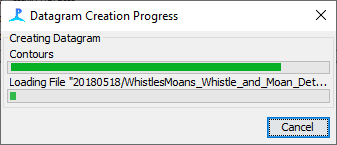 Datagram Creation Progress
Creating Datagram
Contours
Loading File "20180518/WhistlesMoans_Whistle_and_Moan_Det...
Cancel